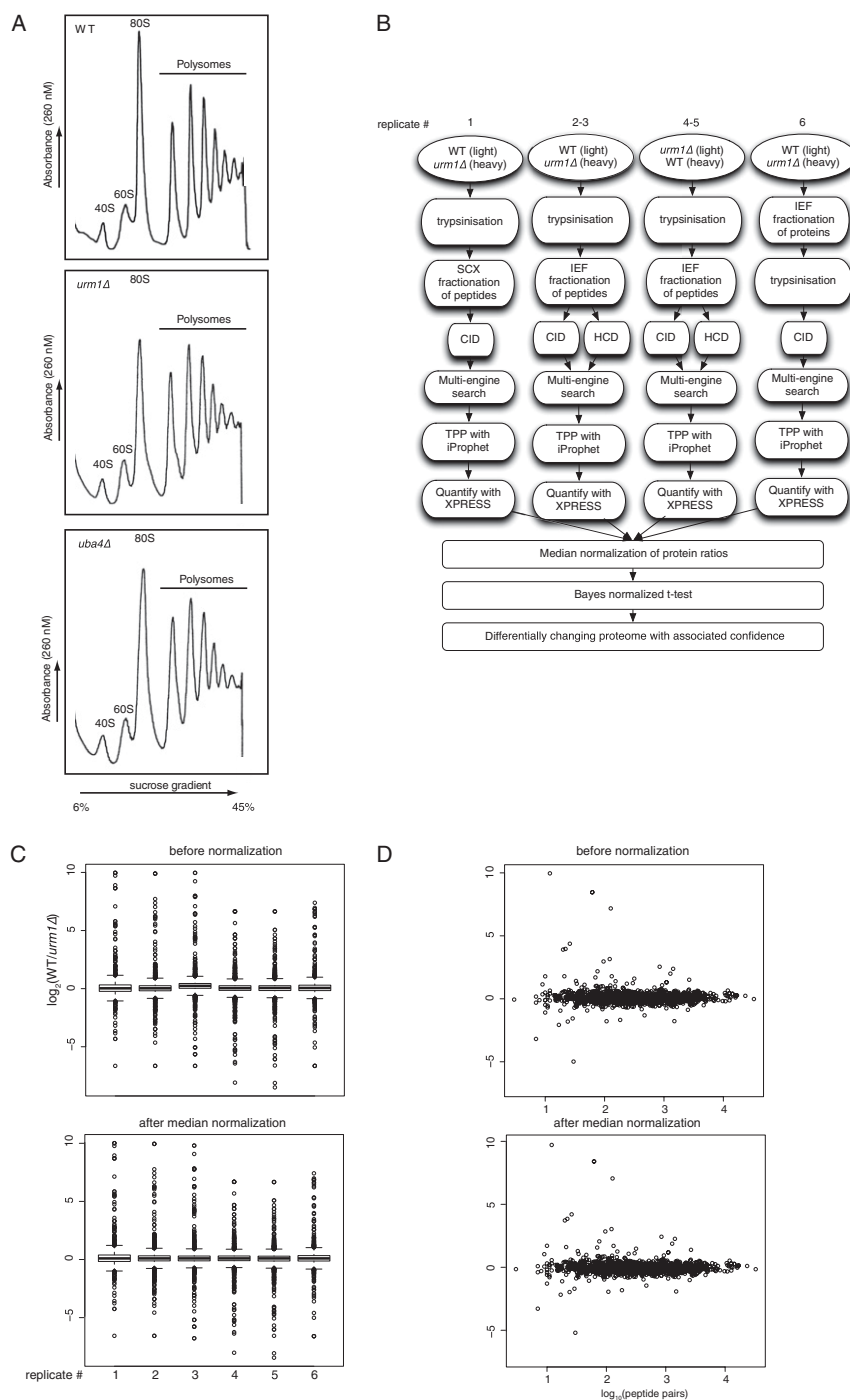 A
WT
80S
Polysomes
40S
60S
Absorbance (260 nM)
urm1Δ
80S
Polysomes
40S
60S
Absorbance (260 nM)
uba4Δ
80S
Polysomes
40S
60S
Absorbance (260 nM)
sucrose gradient
6%
45%
B
replicate #
1
2-3
4-5
6
WT (light)
urm1Δ (heavy)
WT (light)
urm1Δ (heavy)
urm1Δ (light)
WT (heavy)
WT (light)
urm1Δ (heavy)
trypsinisation
trypsinisation
trypsinisation
IEF
fractionation
of proteins
SCX
fractionation
of peptides
IEF
fractionation
of peptides
IEF
fractionation
of peptides
trypsinisation
CID
CID
HCD
CID
HCD
CID
Multi-engine
search
Multi-engine
search
Multi-engine
search
Multi-engine
search
TPP with
iProphet
TPP with
iProphet
TPP with
iProphet
TPP with
iProphet
Quantify with
XPRESS
Quantify with
XPRESS
Quantify with
XPRESS
Quantify with
XPRESS
Median normalization of protein ratios
Bayes normalized t-test
Differentially changing proteome with associated confidence
C
before normalization
log2(WT/urm1Δ)
10
5
0
−5
after median normalization
10
5
0
−5
replicate #
1
2
3
4
5
6
D
before normalization
10
5
0
−5
1
2
3
4
after median normalization
10
5
0
−5
1
2
3
4
log10(peptide pairs)